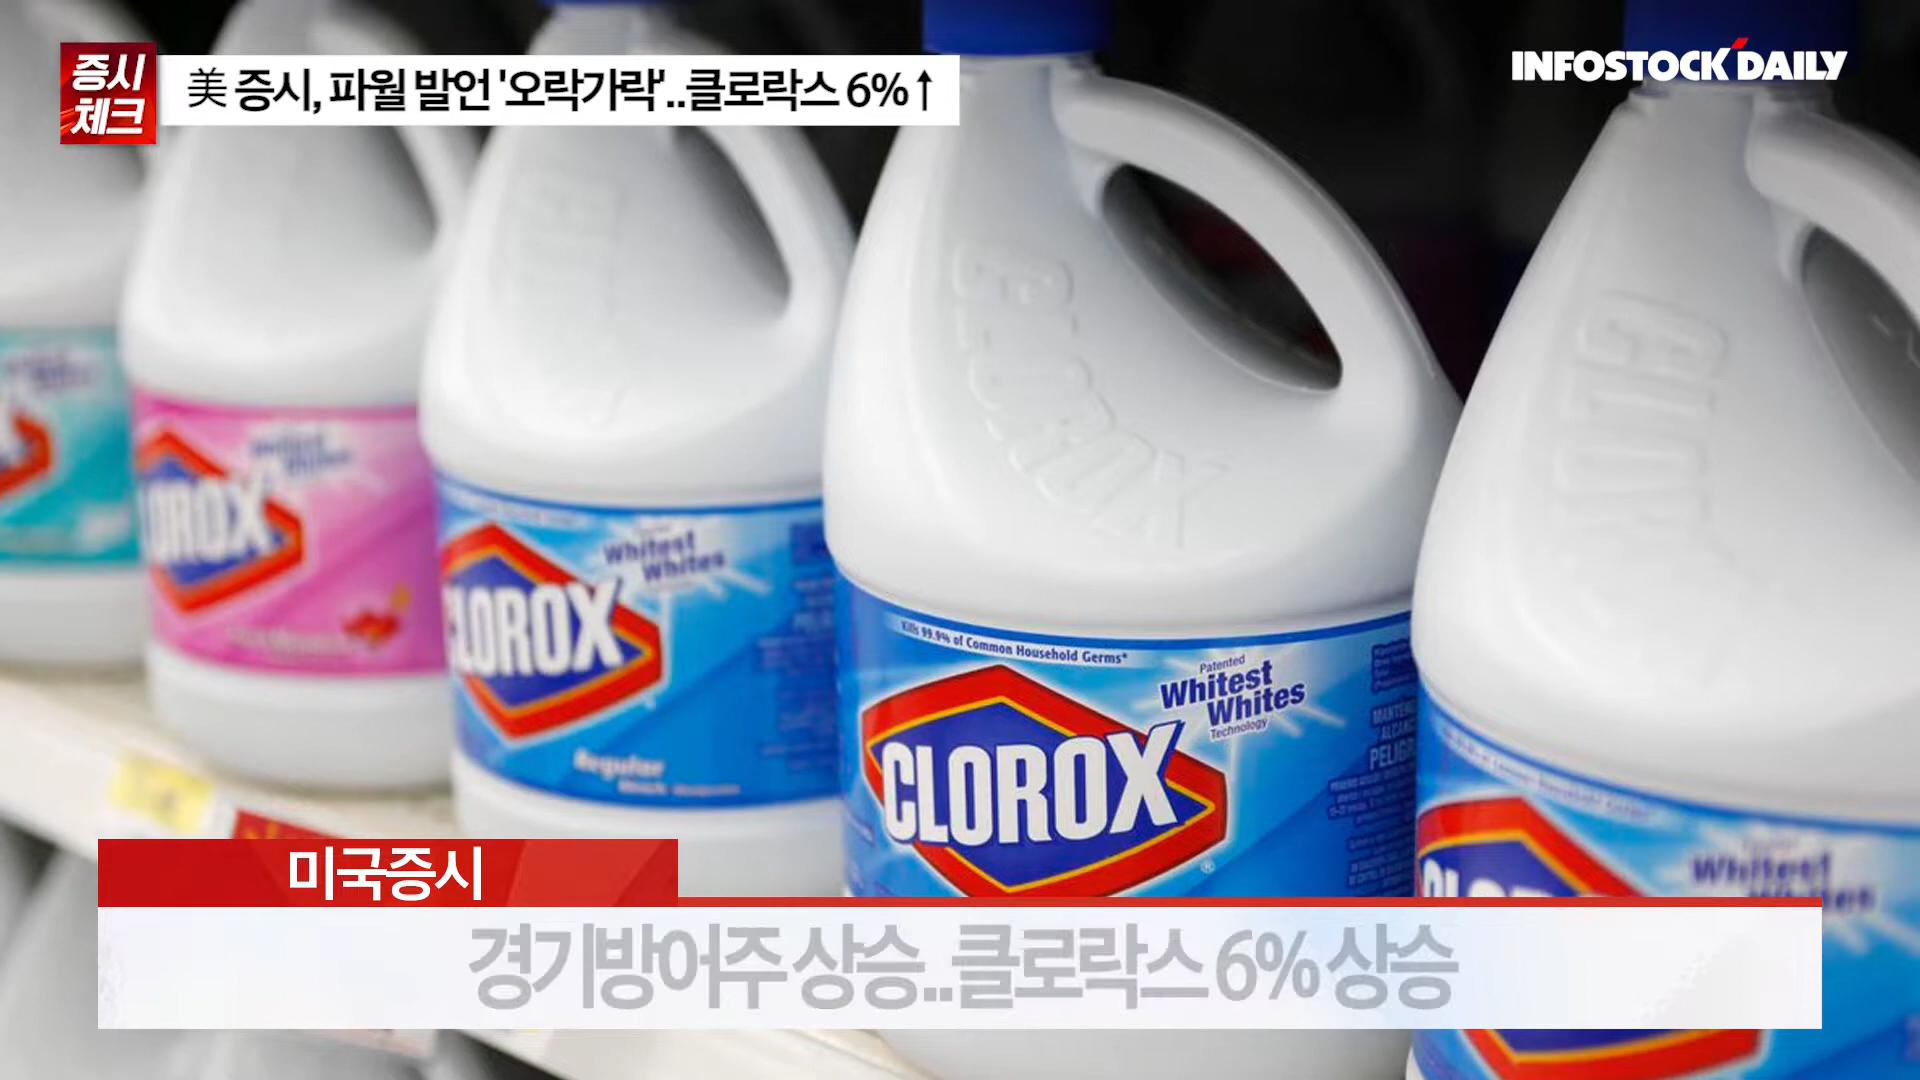 증시
체크
美 증시, 파월 발언 '오락가락'..클로락스 6%↑
INFOSTOCK DAILY
CLOROX
Whitest
Whites
CLOROX
Regular
CLOROX
Kills 99.9% of Common Household Germs*
Patented
Whitest
Whites
Technology
CLOROX
®
Whitest
미국증시
경기방어주 상승..클로락스 6% 상승